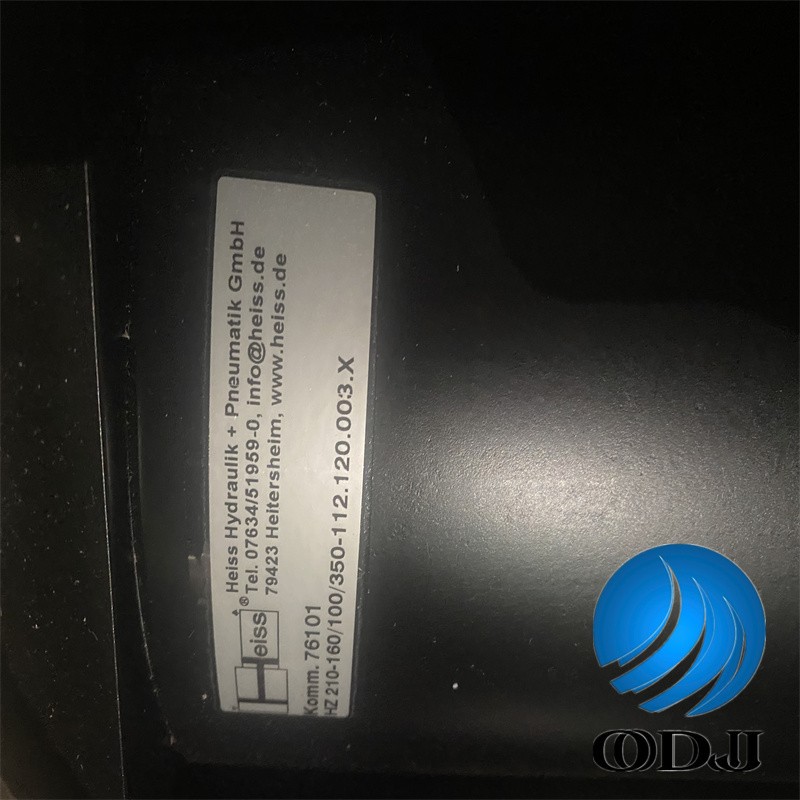 Heiss®
Heiss Hydraulik + Pneumatik GmbH
Tel. 07634/51959-0, info@heiss.de
79423 Heitersheim, www.heiss.de
Komm. 76101
HZ 210-160/100/350-112.120.003.X
ODJ